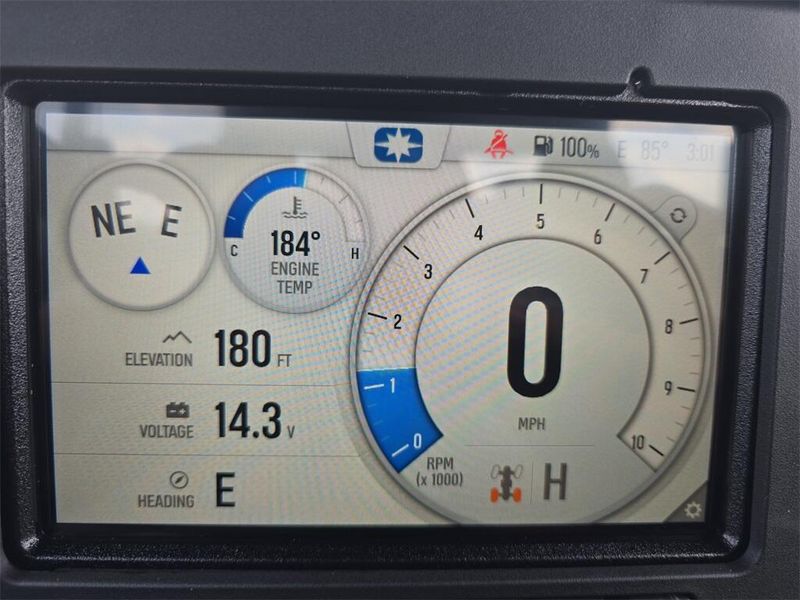 100% E 85° 3:01
NE E
C 184° H
ENGINE
TEMP
ELEVATION 180 FT
VOLTAGE 14.3 V
HEADING E
0 1 2 3 4 5 6 7 8 9 10
RPM
(x 1000)
0
MPH
H